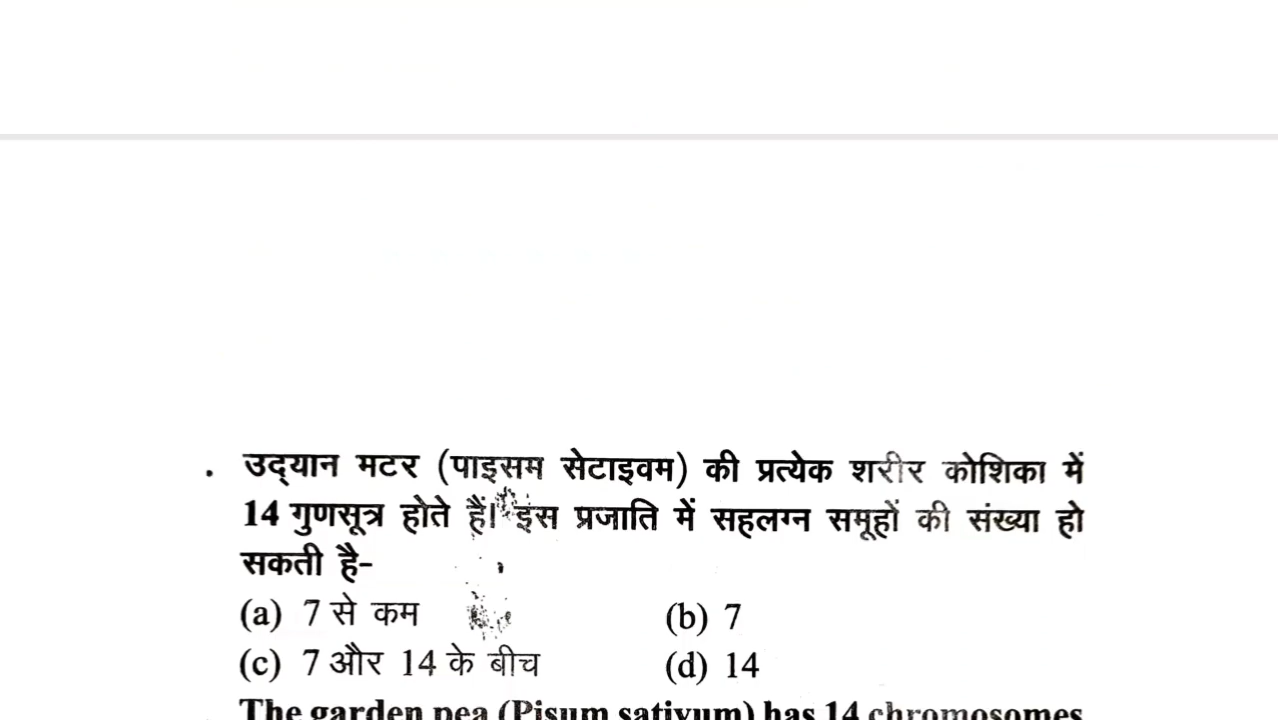 . उद्यान मटर (पाइसम सेटाइवम) की प्रत्येक शरीर कोशिका में
14 गुणसूत्र होते हैं। इस प्रजाति में सहलग्न समूहों की संख्या हो
सकती है-
(a) 7 से कम (b) 7
(c) 7 और 14 के बीच (d) 14
The garden pea (Pisum sativum) has 14 chromosomes